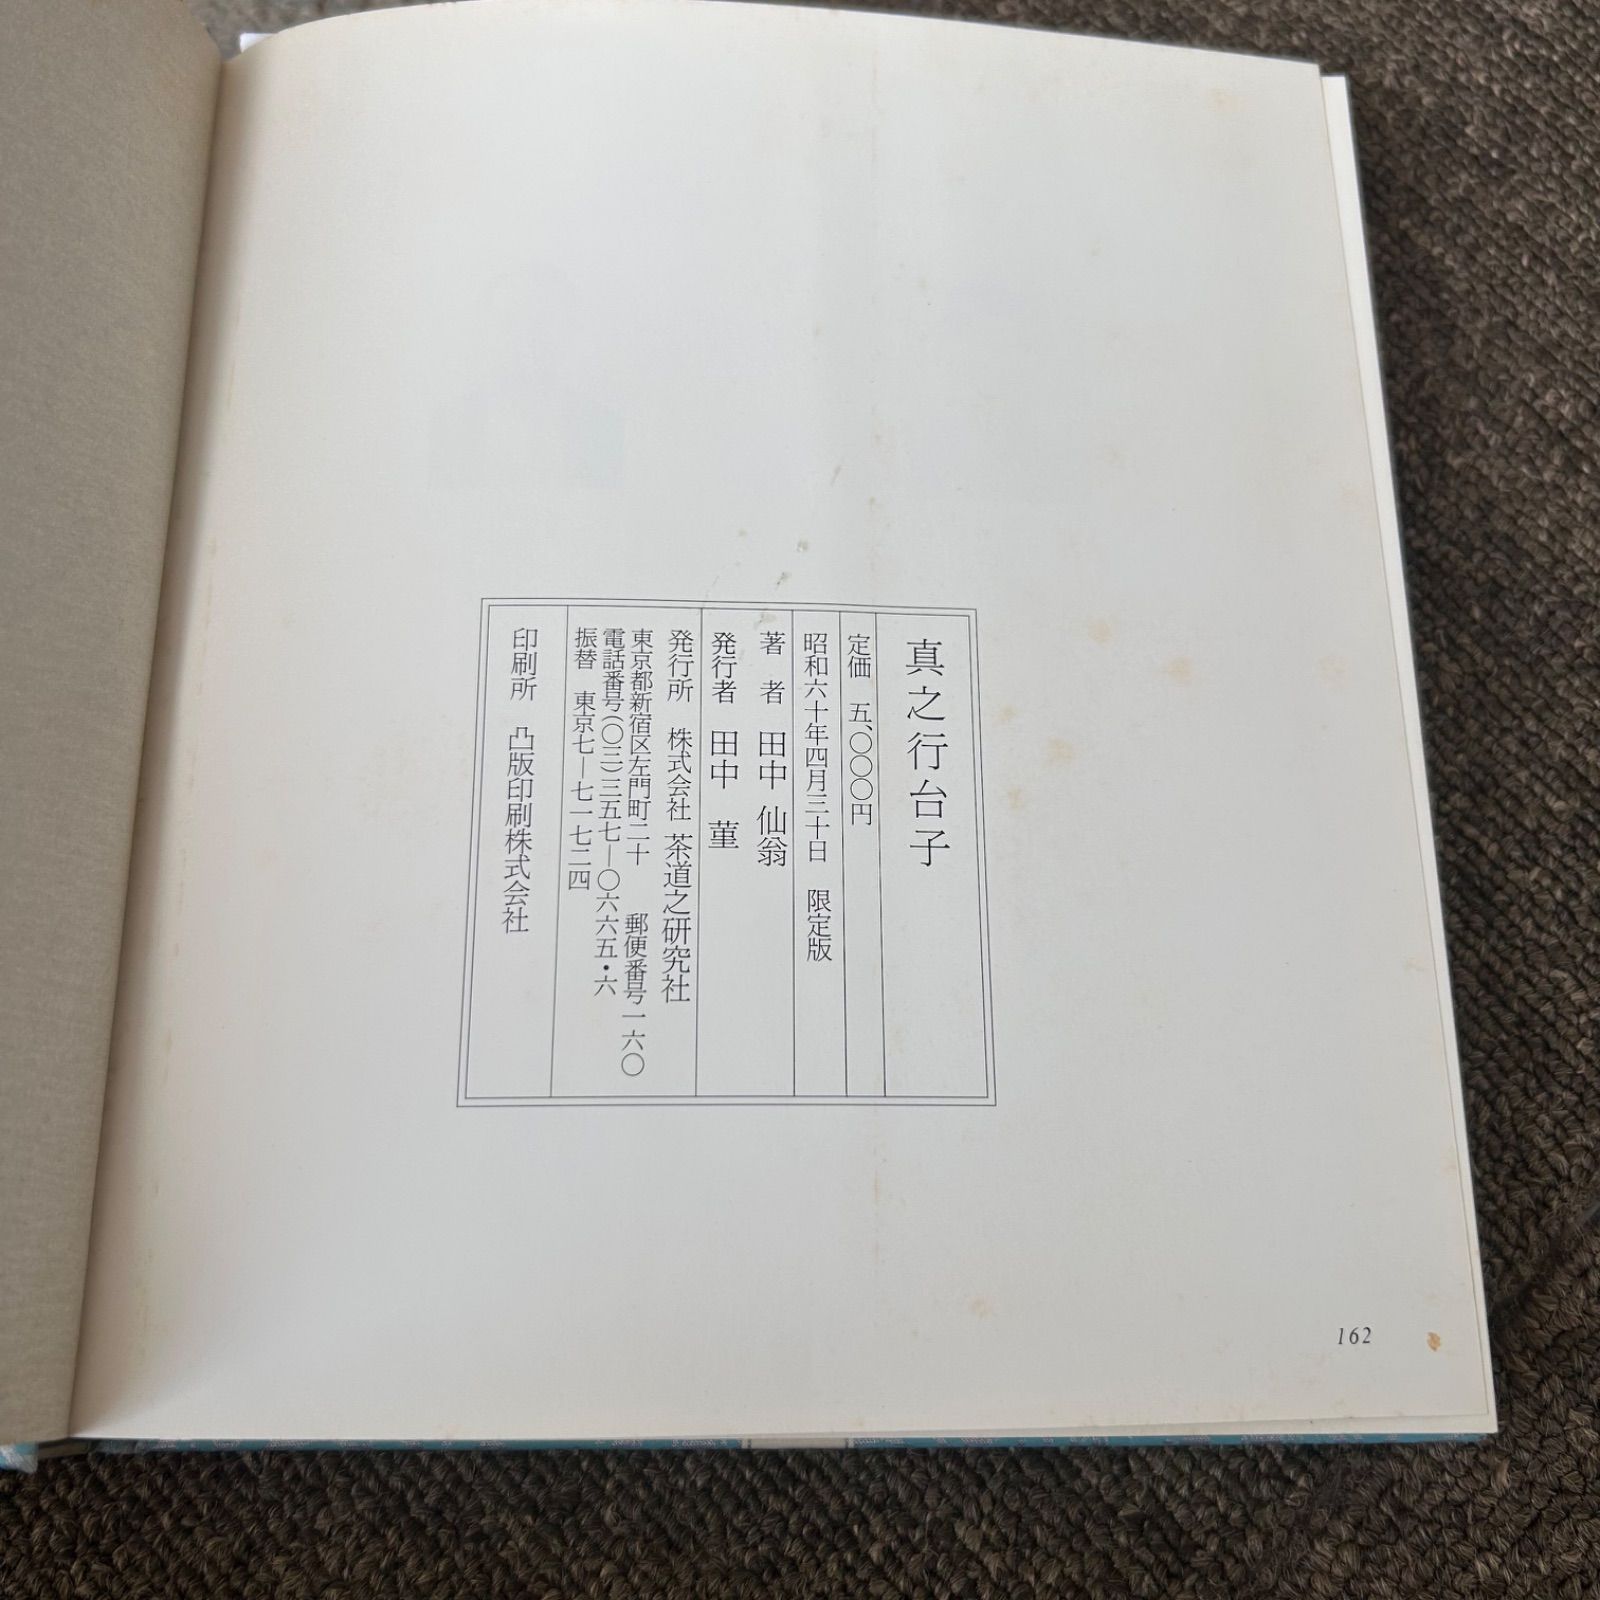 真之行台子
定価　五、〇〇〇円
昭和六十年四月三十日　限定版
著　者　田中仙翁
発行者　田中　菫
発行所　株式会社　茶道之研究社
東京都新宿区左門町二十　郵便番号一六〇
電話番号(〇三)三五七―〇六六五・六
振替　東京七―七一七二四
印刷所　凸版印刷株式会社
162